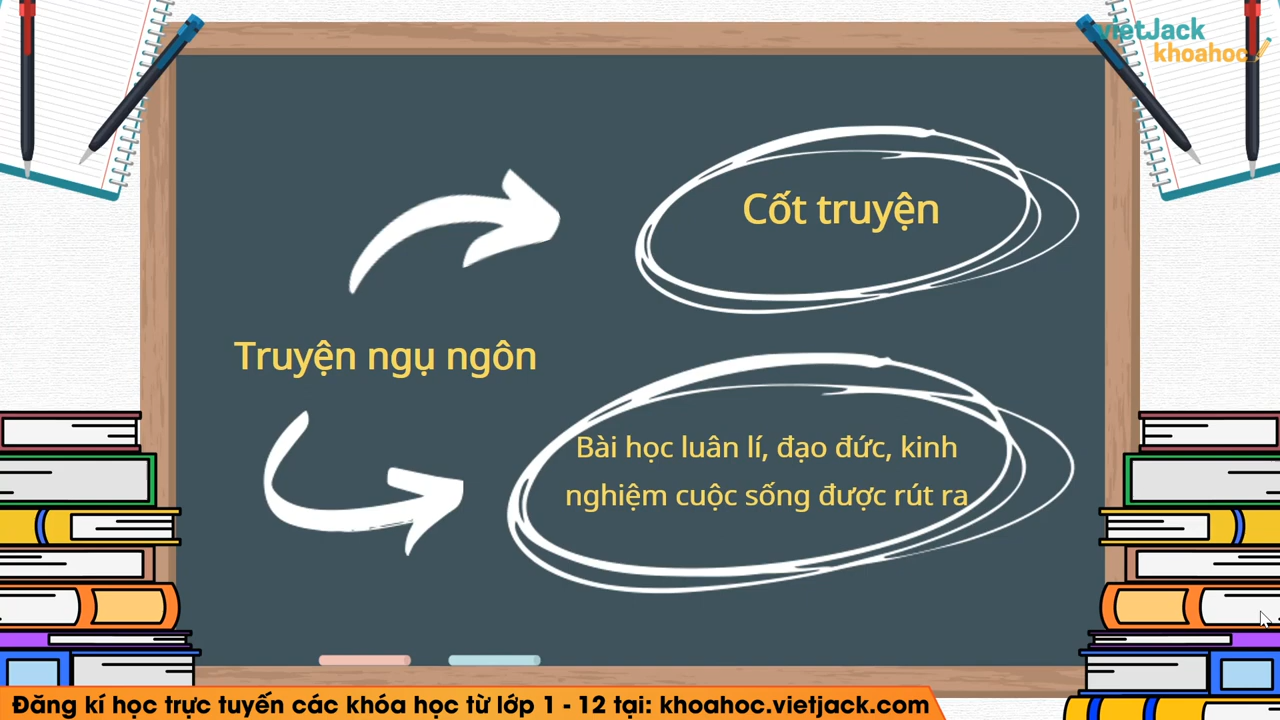 vietJack
khoahoc
Cốt truyện
Truyện ngụ ngôn
Bài học luân lí, đạo đức, kinh
nghiệm cuộc sống được rút ra
Đăng kí học trực tuyến các khóa học từ lớp 1 - 12 tại: khoahoc.vietjack.com